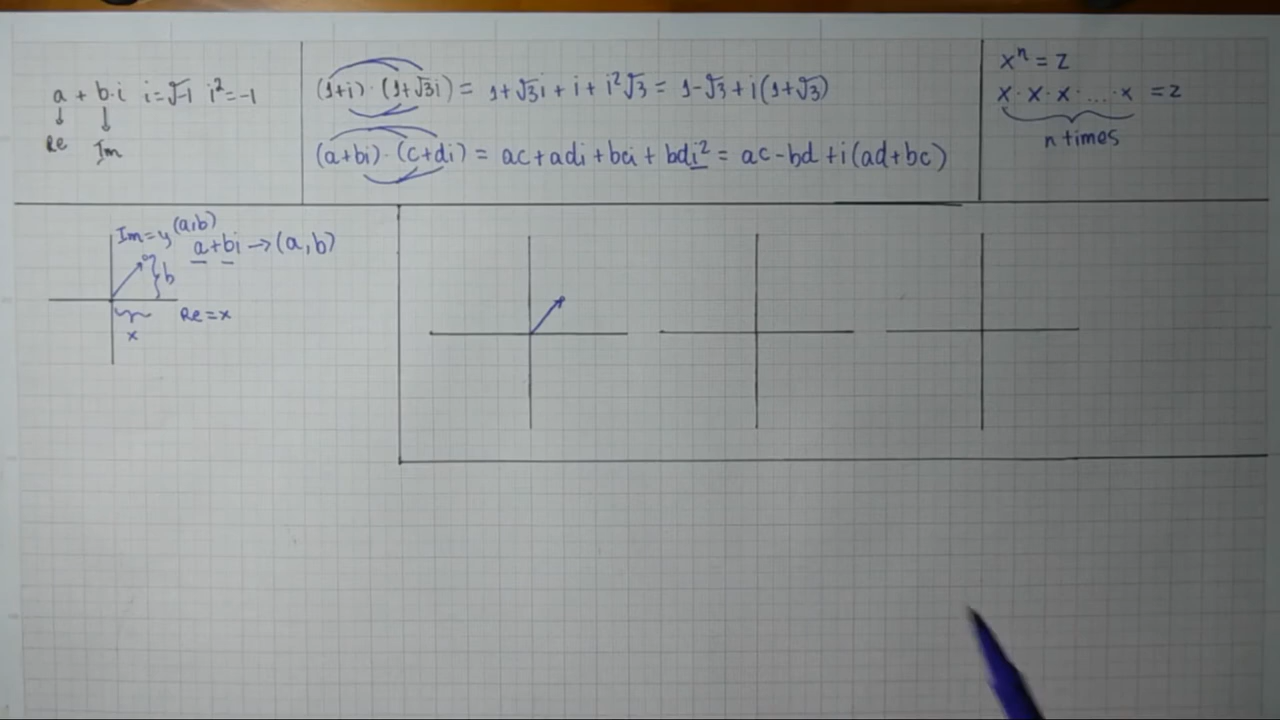 a + b·i i=√-1 i²=-1
↓ ↓
Re Im
(1+i)·(1+√3i) = 1+√3i + i + i²√3 = 1-√3 + i(1+√3)
(a+bi)·(c+di) = ac+adi+bci+bdi² = ac-bd+i(ad+bc)
xⁿ = z
x·x·x·...·x = z
n times
Im=y (a,b)
a+bi → (a,b)
b
Re=x
x